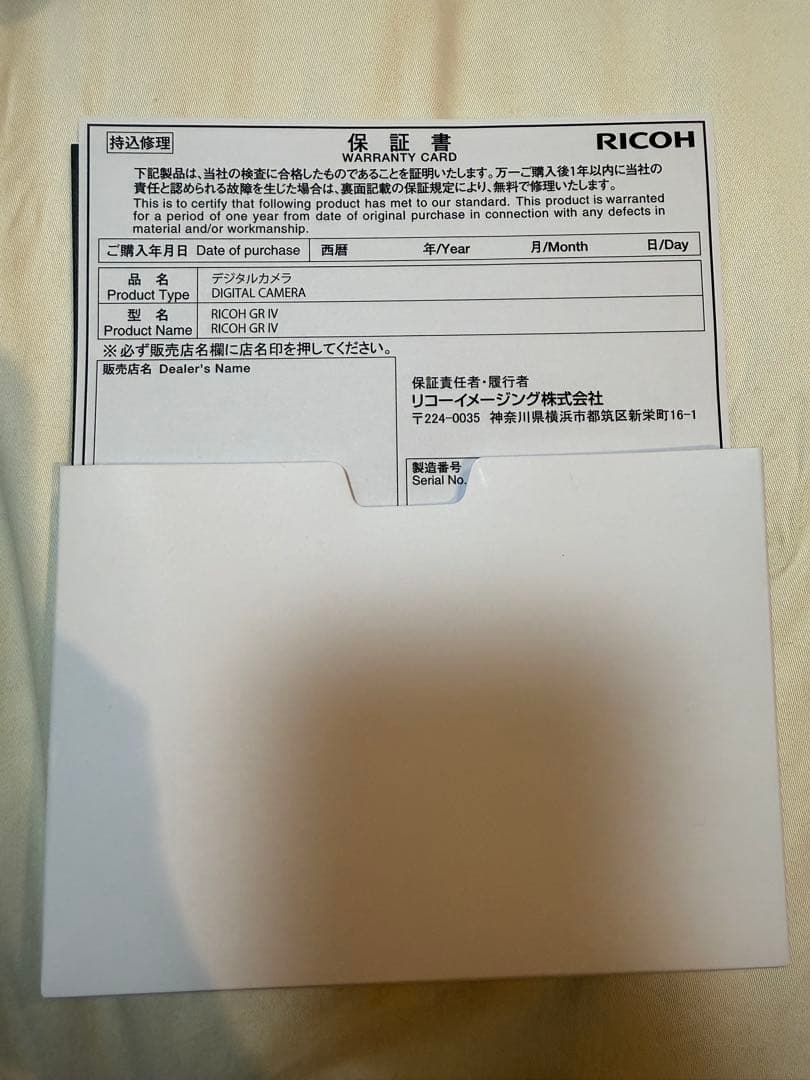 持込修理
保証書
RICOH
WARRANTY CARD
下記製品は、当社の検査に合格したものであることを証明いたします。万一ご購入後1年以内に当社の
責任と認められる故障を生じた場合は、裏面記載の保証規定により、無料で修理いたします。
This is to certify that following product has met to our standard. This product is warranted
for a period of one year from date of original purchase in connection with any defects in
material and/or workmanship.
ご購入年月日 Date of purchase 西暦 年/Year 月/Month 日/Day
品名 デジタルカメラ
Product Type DIGITAL CAMERA
型名 RICOH GR IV
Product Name RICOH GR IV
※必ず販売店名欄に店名印を押してください。
販売店名 Dealer's Name
保証責任者・履行者
リコーイメージング株式会社
〒224-0035 神奈川県横浜市都筑区新栄町16-1
製造番号
Serial No.